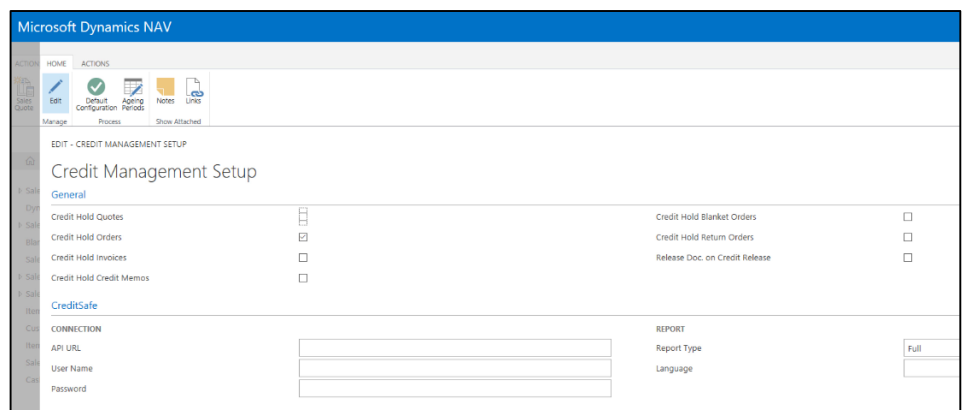 Microsoft Dynamics NAV
ACTION HOME ACTIONS
Sales Quote
Edit
Default Configuration
Ageing Periods
Notes
Links
Manage Process Show Attached
EDIT - CREDIT MANAGEMENT SETUP
Credit Management Setup
General
Credit Hold Quotes Credit Hold Blanket Orders
Credit Hold Orders Credit Hold Return Orders
Credit Hold Invoices Release Doc. on Credit Release
Credit Hold Credit Memos
CreditSafe
CONNECTION REPORT
API URL Report Type Full
User Name Language
Password